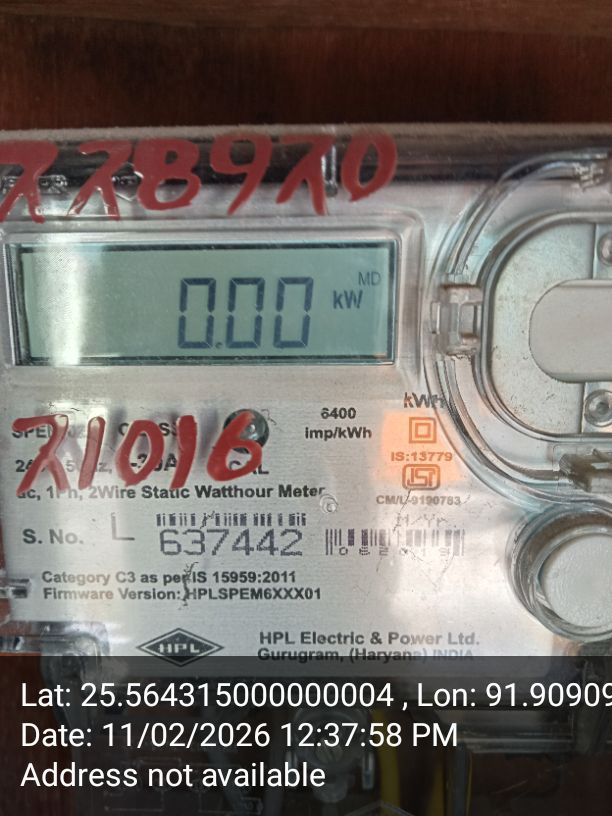 778970
MD
0.00 kW
kWh
6400
imp/kWh
71016
IS:13779
ac, 1Ph, 2Wire Static Watthour Meter
CM/L-9190783
S. No. L 637442
062019
Category C3 as per IS 15959:2011
Firmware Version: HPLSPEM6XXX01
HPL
HPL Electric & Power Ltd.
Gurugram, (Haryana) INDIA
Lat: 25.564315000000004 , Lon: 91.90909
Date: 11/02/2026 12:37:58 PM
Address not available